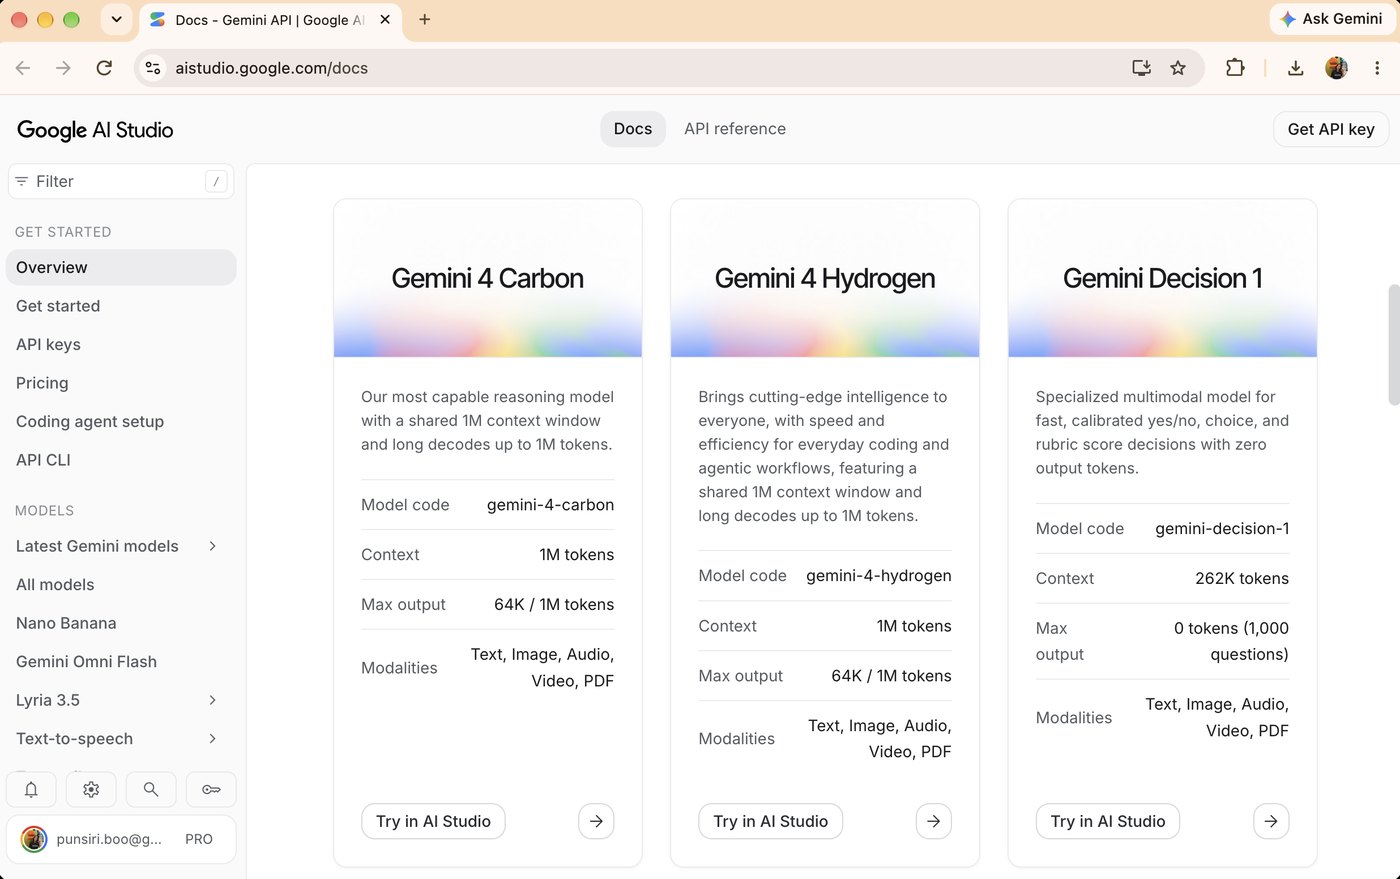 Docs - Gemini API | Google AI
Ask Gemini
aistudio.google.com/docs
Google AI Studio
Docs
API reference
Get API key
Filter
/
GET STARTED
Overview
Get started
API keys
Pricing
Coding agent setup
API CLI
MODELS
Latest Gemini models
All models
Nano Banana
Gemini Omni Flash
Lyria 3.5
Text-to-speech
punsiri.boo@g...
PRO
Gemini 4 Carbon
Our most capable reasoning model
with a shared 1M context window
and long decodes up to 1M tokens.
Model code gemini-4-carbon
Context 1M tokens
Max output 64K / 1M tokens
Modalities Text, Image, Audio,
Video, PDF
Try in AI Studio
Gemini 4 Hydrogen
Brings cutting-edge intelligence to
everyone, with speed and
efficiency for everyday coding and
agentic workflows, featuring a
shared 1M context window and
long decodes up to 1M tokens.
Model code gemini-4-hydrogen
Context 1M tokens
Max output 64K / 1M tokens
Modalities Text, Image, Audio,
Video, PDF
Try in AI Studio
Gemini Decision 1
Specialized multimodal model for
fast, calibrated yes/no, choice, and
rubric score decisions with zero
output tokens.
Model code gemini-decision-1
Context 262K tokens
Max output 0 tokens (1,000
questions)
Modalities Text, Image, Audio,
Video, PDF
Try in AI Studio